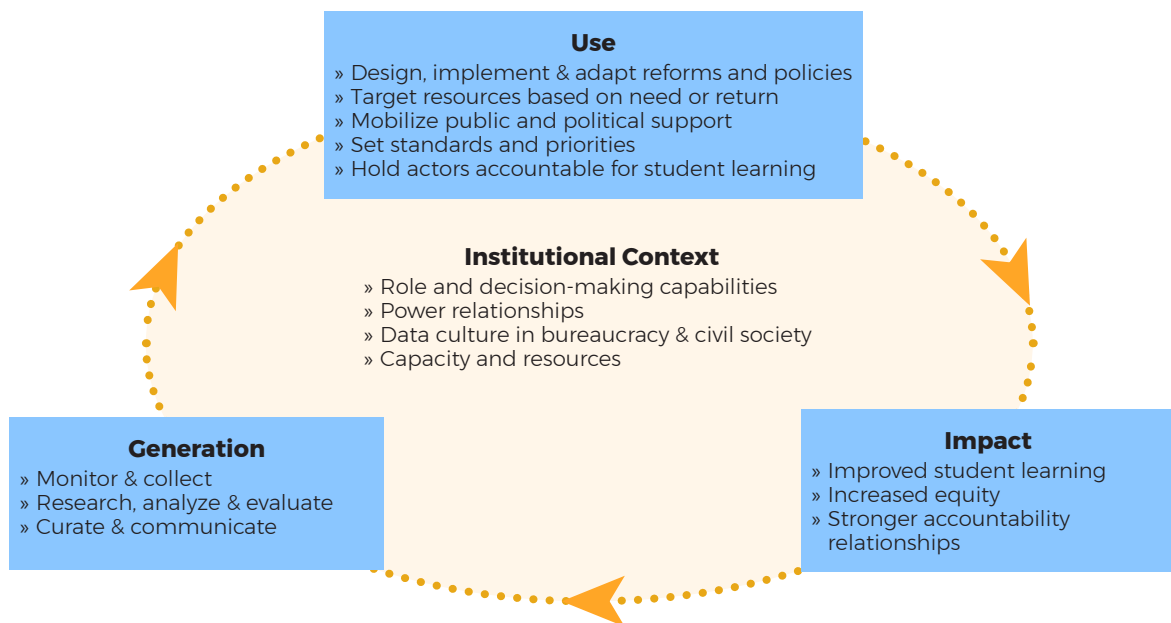 Use
» Design, implement & adapt reforms and policies
» Target resources based on need or return
» Mobilize public and political support
» Set standards and priorities
» Hold actors accountable for student learning
Institutional Context
» Role and decision-making capabilities
» Power relationships
» Data culture in bureaucracy & civil society
» Capacity and resources
Generation
» Monitor & collect
» Research, analyze & evaluate
» Curate & communicate
Impact
» Improved student learning
» Increased equity
» Stronger accountability
relationships